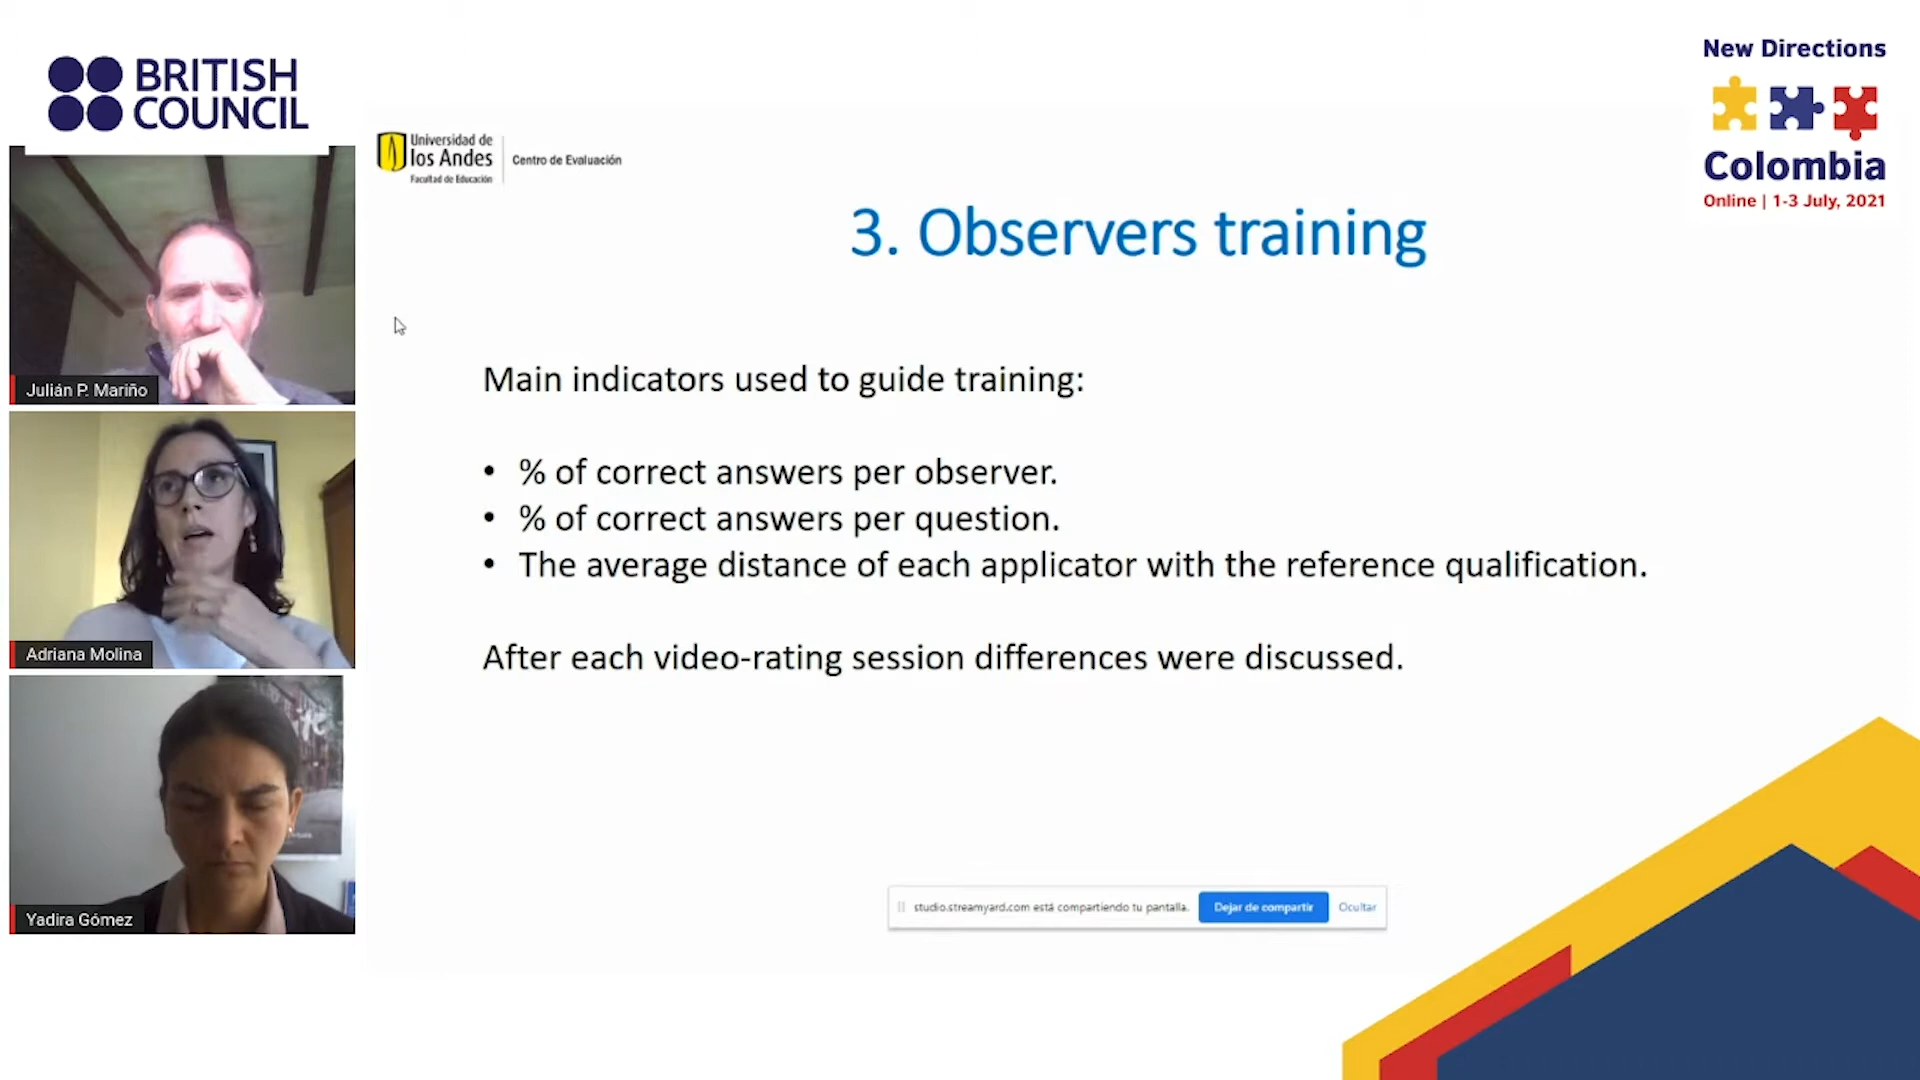 BRITISH
COUNCIL
New Directions
Colombia
Online | 1-3 July, 2021
Universidad de
los Andes
Facultad de Educación
Centro de Evaluación
3. Observers training
Main indicators used to guide training:
• % of correct answers per observer.
• % of correct answers per question.
• The average distance of each applicator with the reference qualification.
After each video-rating session differences were discussed.
Julián P. Mariño
Adriana Molina
Yadira Gómez
studio.streamyard.com está compartiendo tu pantalla.
Dejar de compartir
Ocultar